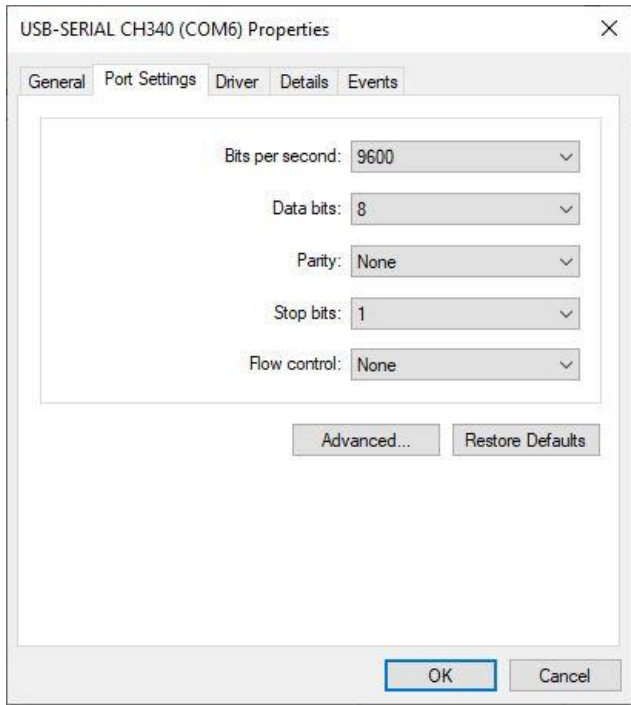 USB-SERIAL CH340 (COM6) Properties
General Port Settings Driver Details Events
Bits per second: 9600
Data bits: 8
Parity: None
Stop bits: 1
Flow control: None
Advanced... Restore Defaults
OK Cancel